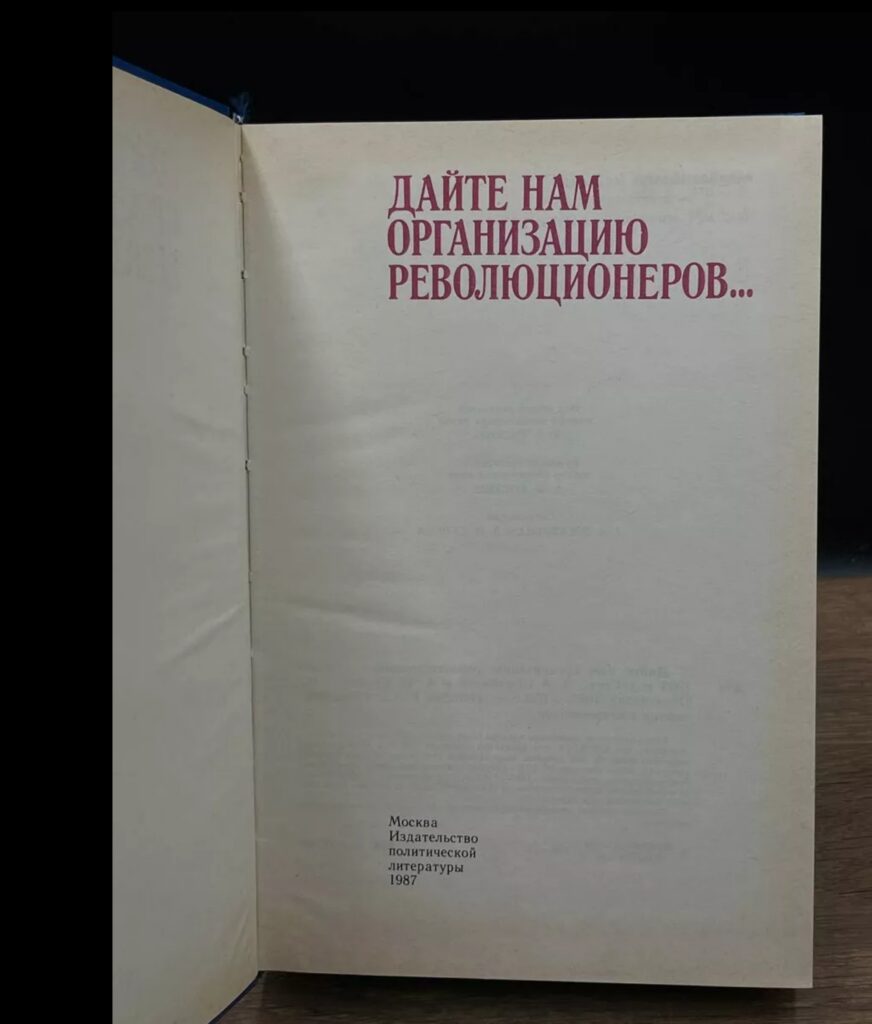 ДАЙТЕ НАМ
ОРГАНИЗАЦИЮ
РЕВОЛЮЦИОНЕРОВ...
Москва
Издательство
политической
литературы
1987